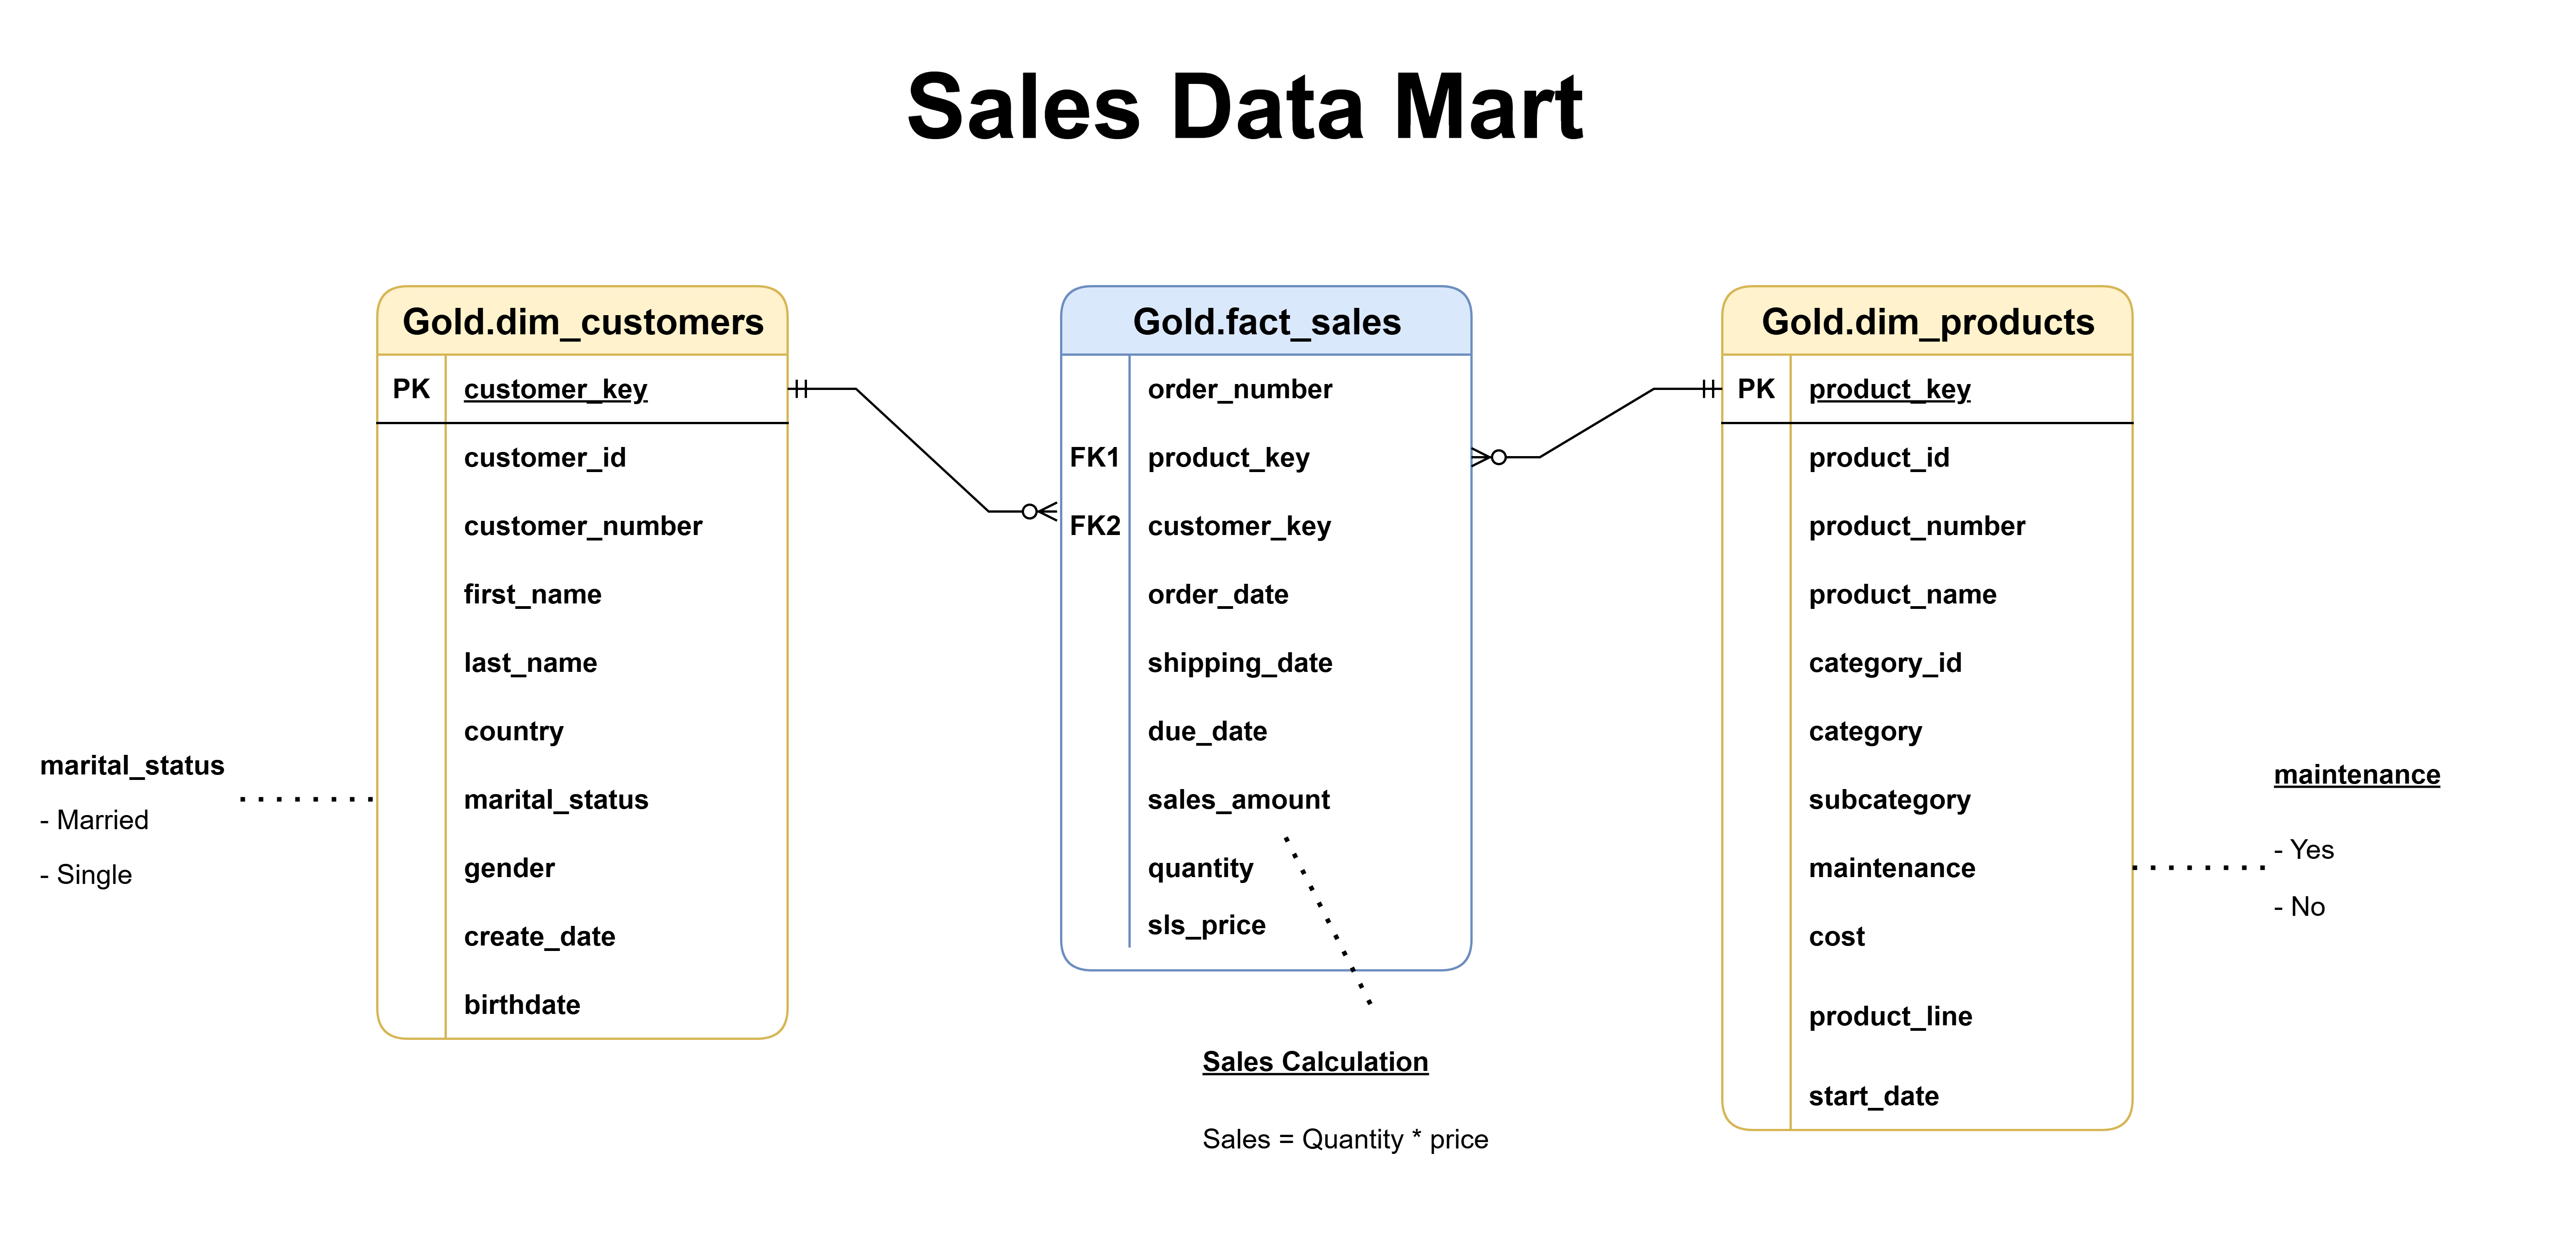 Sales Data Mart
Gold.dim_customers
PK customer_key
customer_id
customer_number
first_name
last_name
country
marital_status
gender
create_date
birthdate
marital_status
- Married
- Single
Gold.fact_sales
order_number
FK1 product_key
FK2 customer_key
order_date
shipping_date
due_date
sales_amount
quantity
sls_price
Sales Calculation
Sales = Quantity * price
Gold.dim_products
PK product_key
product_id
product_number
product_name
category_id
category
subcategory
maintenance
cost
product_line
start_date
maintenance
- Yes
- No